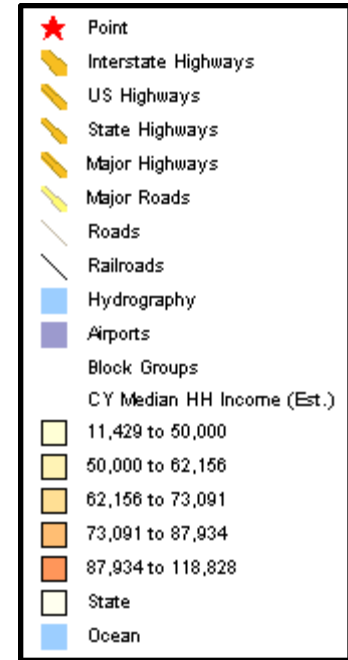 Point
Interstate Highways
US Highways
State Highways
Major Highways
Major Roads
Roads
Railroads
Hydrography
Airports
Block Groups
CY Median HH Income (Est.)
11,429 to 50,000
50,000 to 62,156
62,156 to 73,091
73,091 to 87,934
87,934 to 118,828
State
Ocean